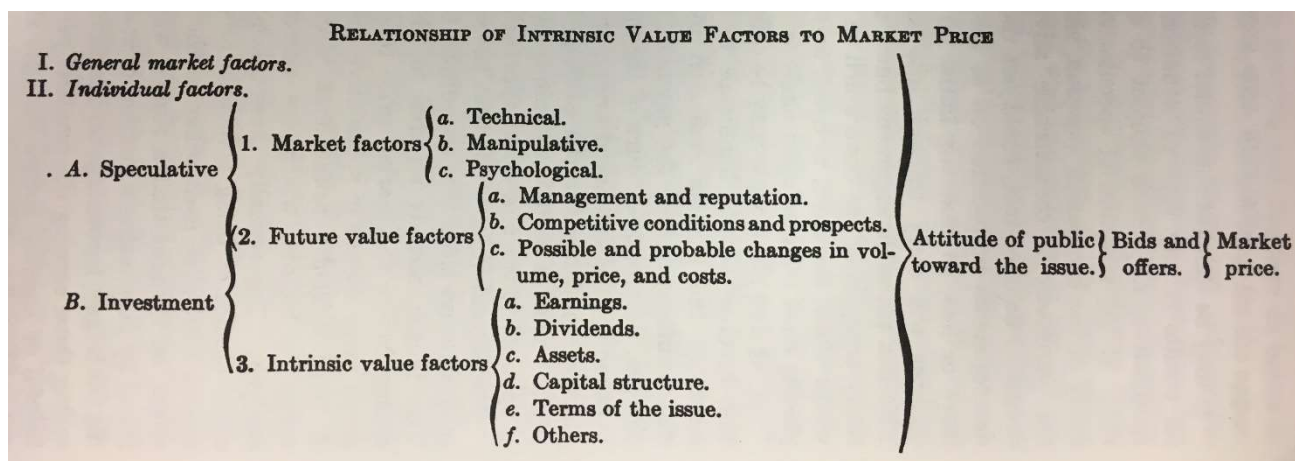 RELATIONSHIP OF INTRINSIC VALUE FACTORS TO MARKET PRICE
I. General market factors.
II. Individual factors.
. A. Speculative
1. Market factors
a. Technical.
b. Manipulative.
c. Psychological.
2. Future value factors
a. Management and reputation.
b. Competitive conditions and prospects.
c. Possible and probable changes in vol-
ume, price, and costs.
B. Investment
3. Intrinsic value factors
a. Earnings.
b. Dividends.
c. Assets.
d. Capital structure.
e. Terms of the issue.
f. Others.
Attitude of public
toward the issue.
Bids and
offers.
Market
price.